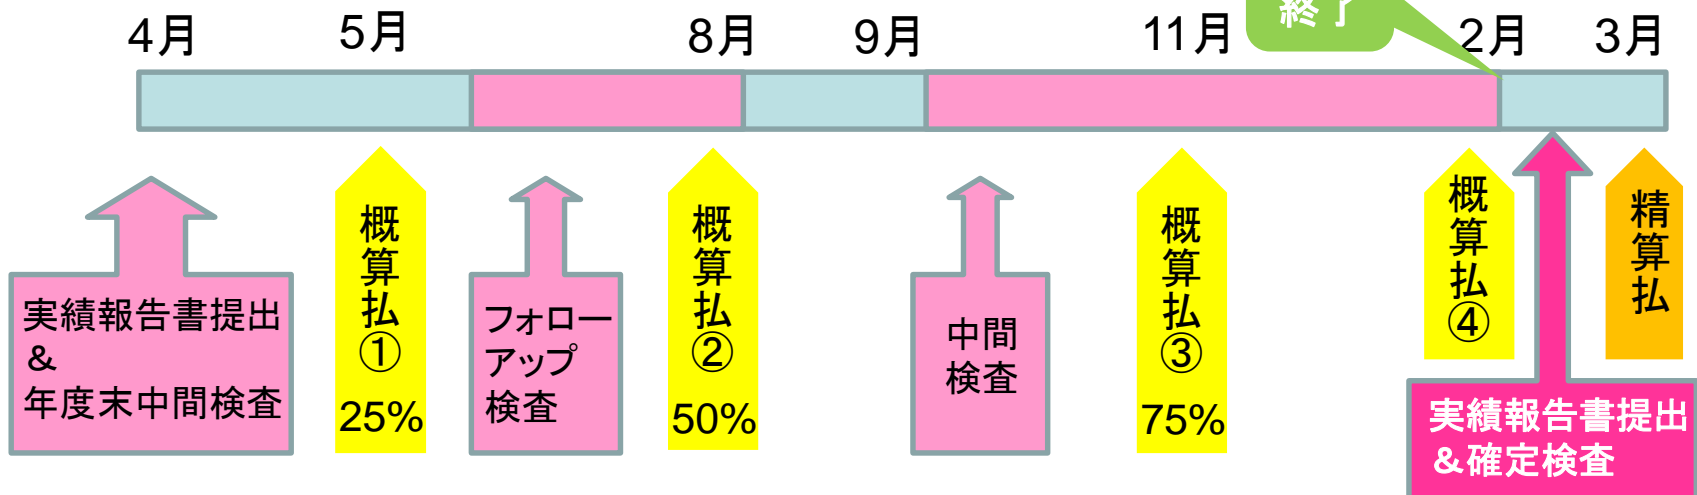 終了
4月
5月
8月
9月
11月
2月
3月
実績報告書提出
&
年度末中間検査
概算払①
25%
フォロー
アップ
検査
概算払②
50%
中間
検査
概算払③
75%
概算払④
実績報告書提出
&確定検査
精算払